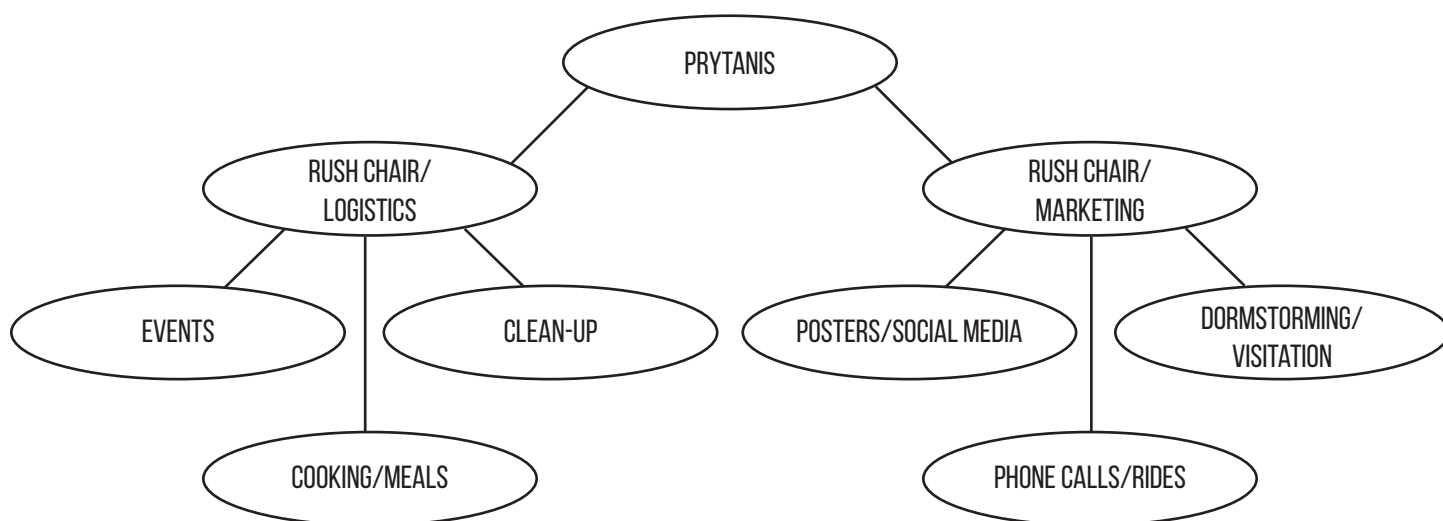 PRYTANIS
RUSH CHAIR/
LOGISTICS
RUSH CHAIR/
MARKETING
EVENTS
CLEAN-UP
POSTERS/SOCIAL MEDIA
DORMSTORMING/
VISITATION
COOKING/MEALS
PHONE CALLS/RIDES